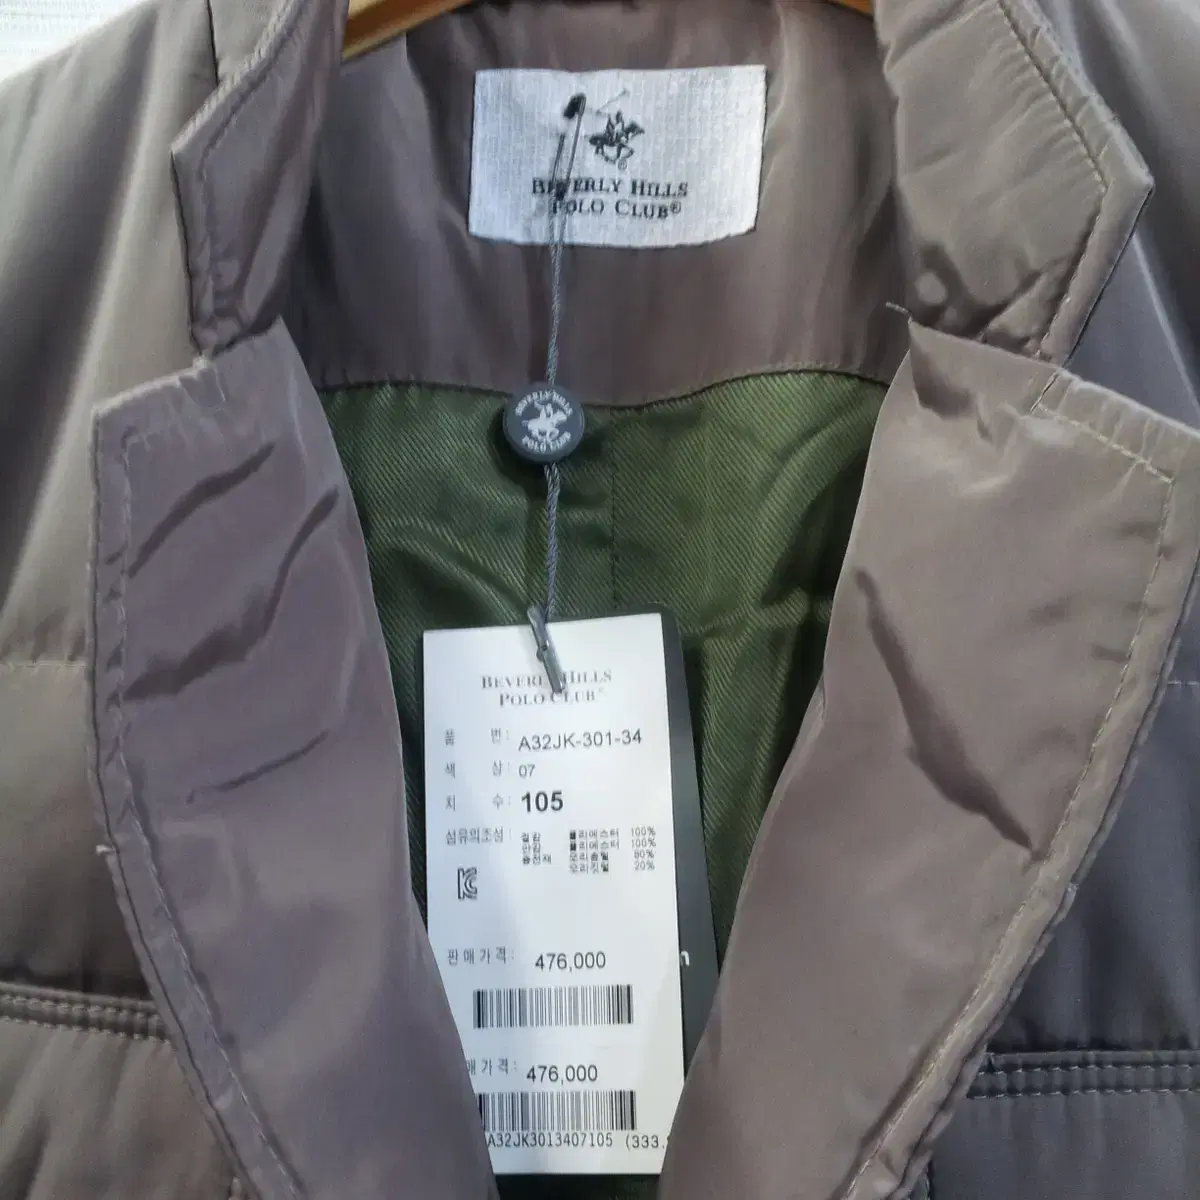 BEVERLY HILLS
POLO CLUB®
BEVERLY HILLS
POLO CLUB
BEVERLY HILLS
POLO CLUB®
품 번: A32JK-301-34
색 상: 07
치 수: 105
섬유의조성: 겉감 폴리에스터 100%
안감 폴리에스터 100%
충전재 오리솜털 80%
오리깃털 20%
판매가격: 476,000
매가격: 476,000
A32JK3013407105 (333.